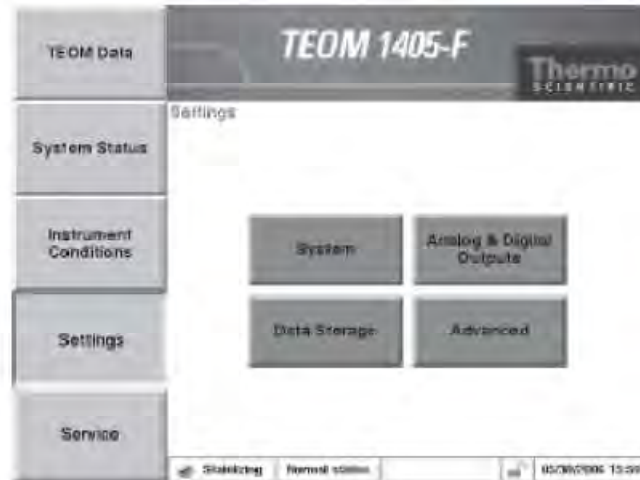 TEOM Data
TEOM 1405-F
Thermo
SCIENTIFIC
Settings
System Status
Instrument
Conditions
System
Analog & Digital
Outputs
Settings
Data Storage
Advanced
Service
Stabilizing
Normal status